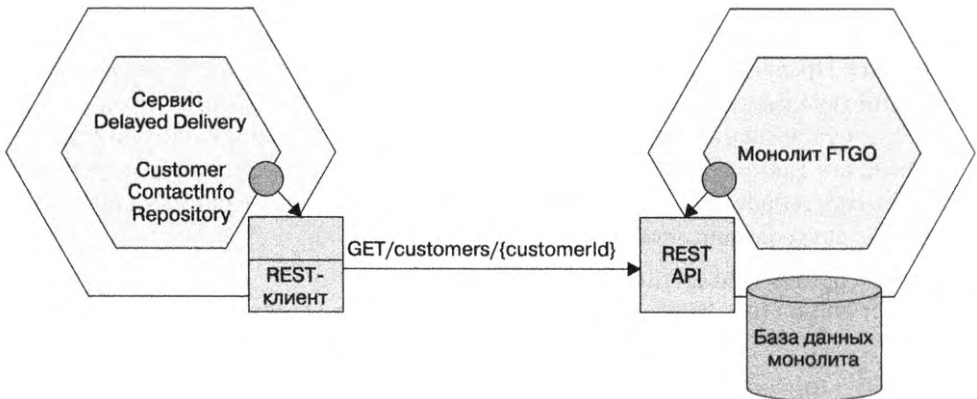 Сервис
Delayed Delivery
Customer
ContactInfo
Repository
Монолит FTGO
GET/customers/{customerId}
REST-
клиент
REST
API
База данных
монолита